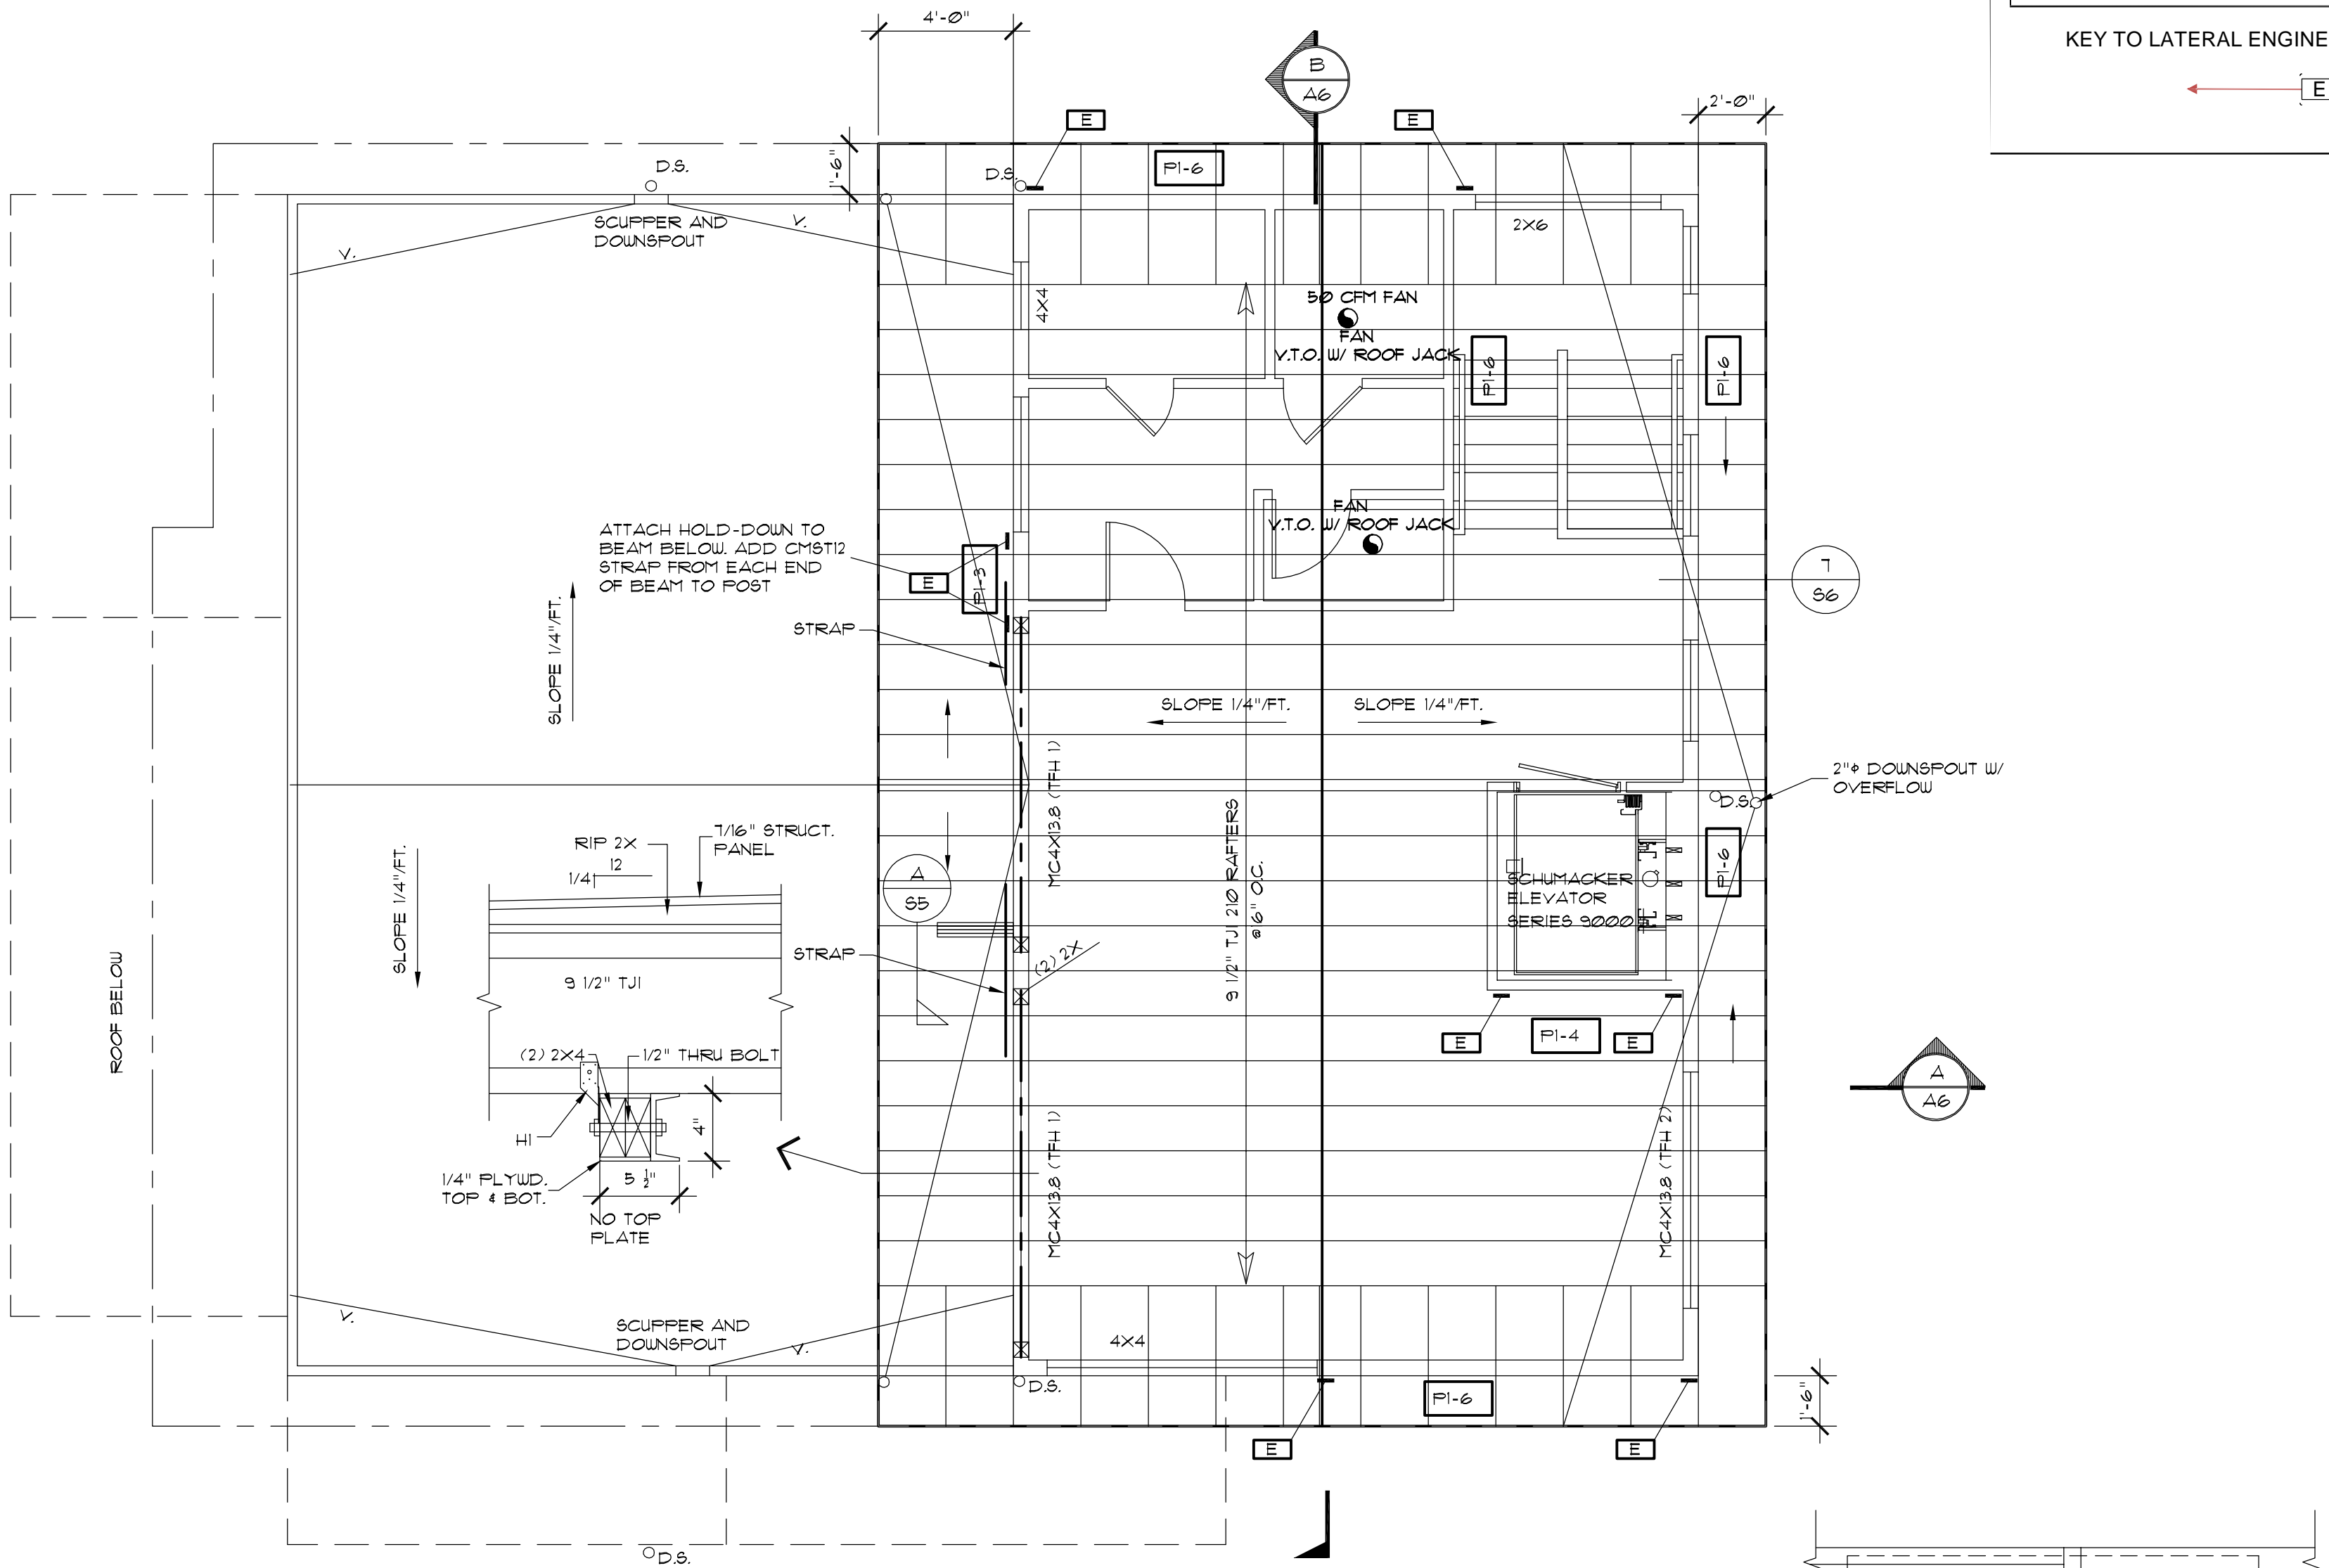 4'-0"
KEY TO LATERAL ENGINE
E
B
A6
2'-0"
E
E
1'-6"
D.S.
D.S.
P1-6
SCUPPER AND
DOWNSPOUT
V.
V.
2X6
4X4
50 CFM FAN
FAN
V.T.O. W/ ROOF JACK
P1-6
P1-6
FAN
V.T.O. W/ ROOF JACK
ATTACH HOLD-DOWN TO
BEAM BELOW. ADD CMST12
STRAP FROM EACH END
OF BEAM TO POST
E
P1-3
7
S6
STRAP
SLOPE 1/4"/FT.
SLOPE 1/4"/FT.
SLOPE 1/4"/FT.
MC4X13.8 (TFH 1)
2"φ DOWNSPOUT W/
OVERFLOW
D.S.
9 1/2" TJI 210 RAFTERS
@16" O.C.
RIP 2X
7/16" STRUCT.
PANEL
12
1/4
SLOPE 1/4"/FT.
A
S5
P1-6
SCHUMACKER
ELEVATOR
SERIES 9000
STRAP
(2) 2X
9 1/2" TJI
ROOF BELOW
E
P1-4
E
(2) 2X4
1/2" THRU BOLT
A
A6
H1
4"
1/4" PLYWD.
TOP & BOT.
5 1/2"
NO TOP
PLATE
MC4X13.8 (TFH 1)
MC4X13.8 (TFH 2)
V.
SCUPPER AND
DOWNSPOUT
V.
4X4
D.S.
P1-6
1'-6"
E
E
D.S.